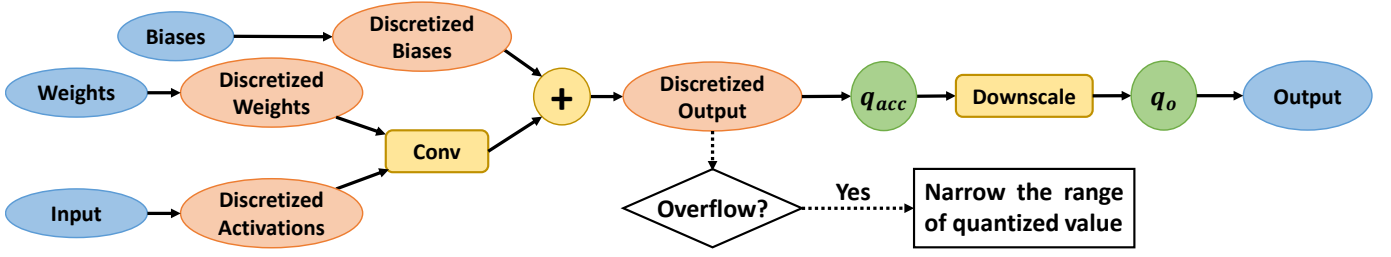 Biases
Discretized
Biases
Weights
Discretized
Weights
Conv
+
Discretized
Output
q_acc
Downscale
q_o
Output
Input
Discretized
Activations
Overflow?
Yes
Narrow the range
of quantized value